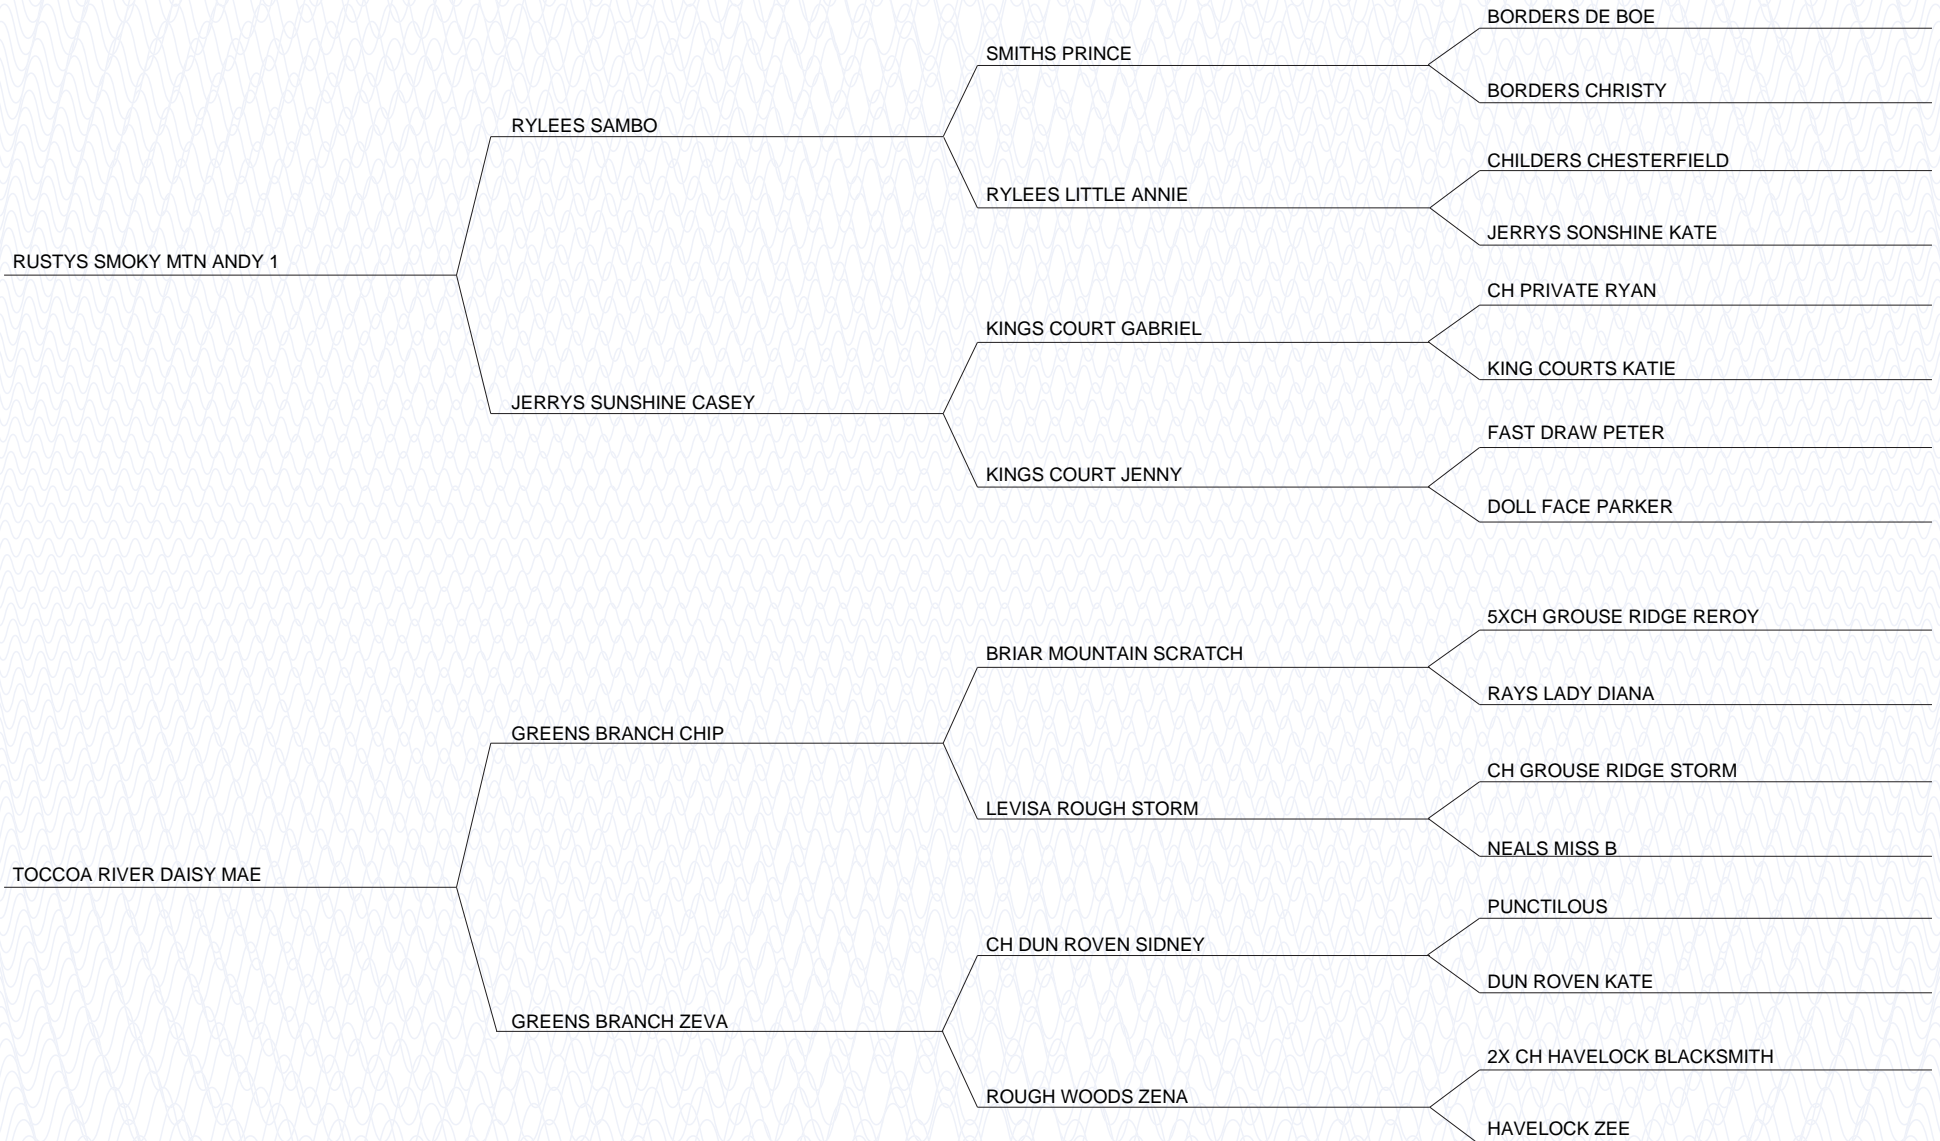 BORDERS DE BOE
SMITHS PRINCE
BORDERS CHRISTY
RYLEES SAMBO
CHILDERS CHESTERFIELD
RYLEES LITTLE ANNIE
JERRYS SONSHINE KATE
RUSTYS SMOKY MTN ANDY 1
CH PRIVATE RYAN
KINGS COURT GABRIEL
KING COURTS KATIE
JERRYS SUNSHINE CASEY
FAST DRAW PETER
KINGS COURT JENNY
DOLL FACE PARKER
5XCH GROUSE RIDGE REROY
BRIAR MOUNTAIN SCRATCH
RAYS LADY DIANA
GREENS BRANCH CHIP
CH GROUSE RIDGE STORM
LEVISA ROUGH STORM
NEALS MISS B
TOCCOA RIVER DAISY MAE
PUNCTILOUS
CH DUN ROVEN SIDNEY
DUN ROVEN KATE
GREENS BRANCH ZEVA
2X CH HAVELOCK BLACKSMITH
ROUGH WOODS ZENA
HAVELOCK ZEE